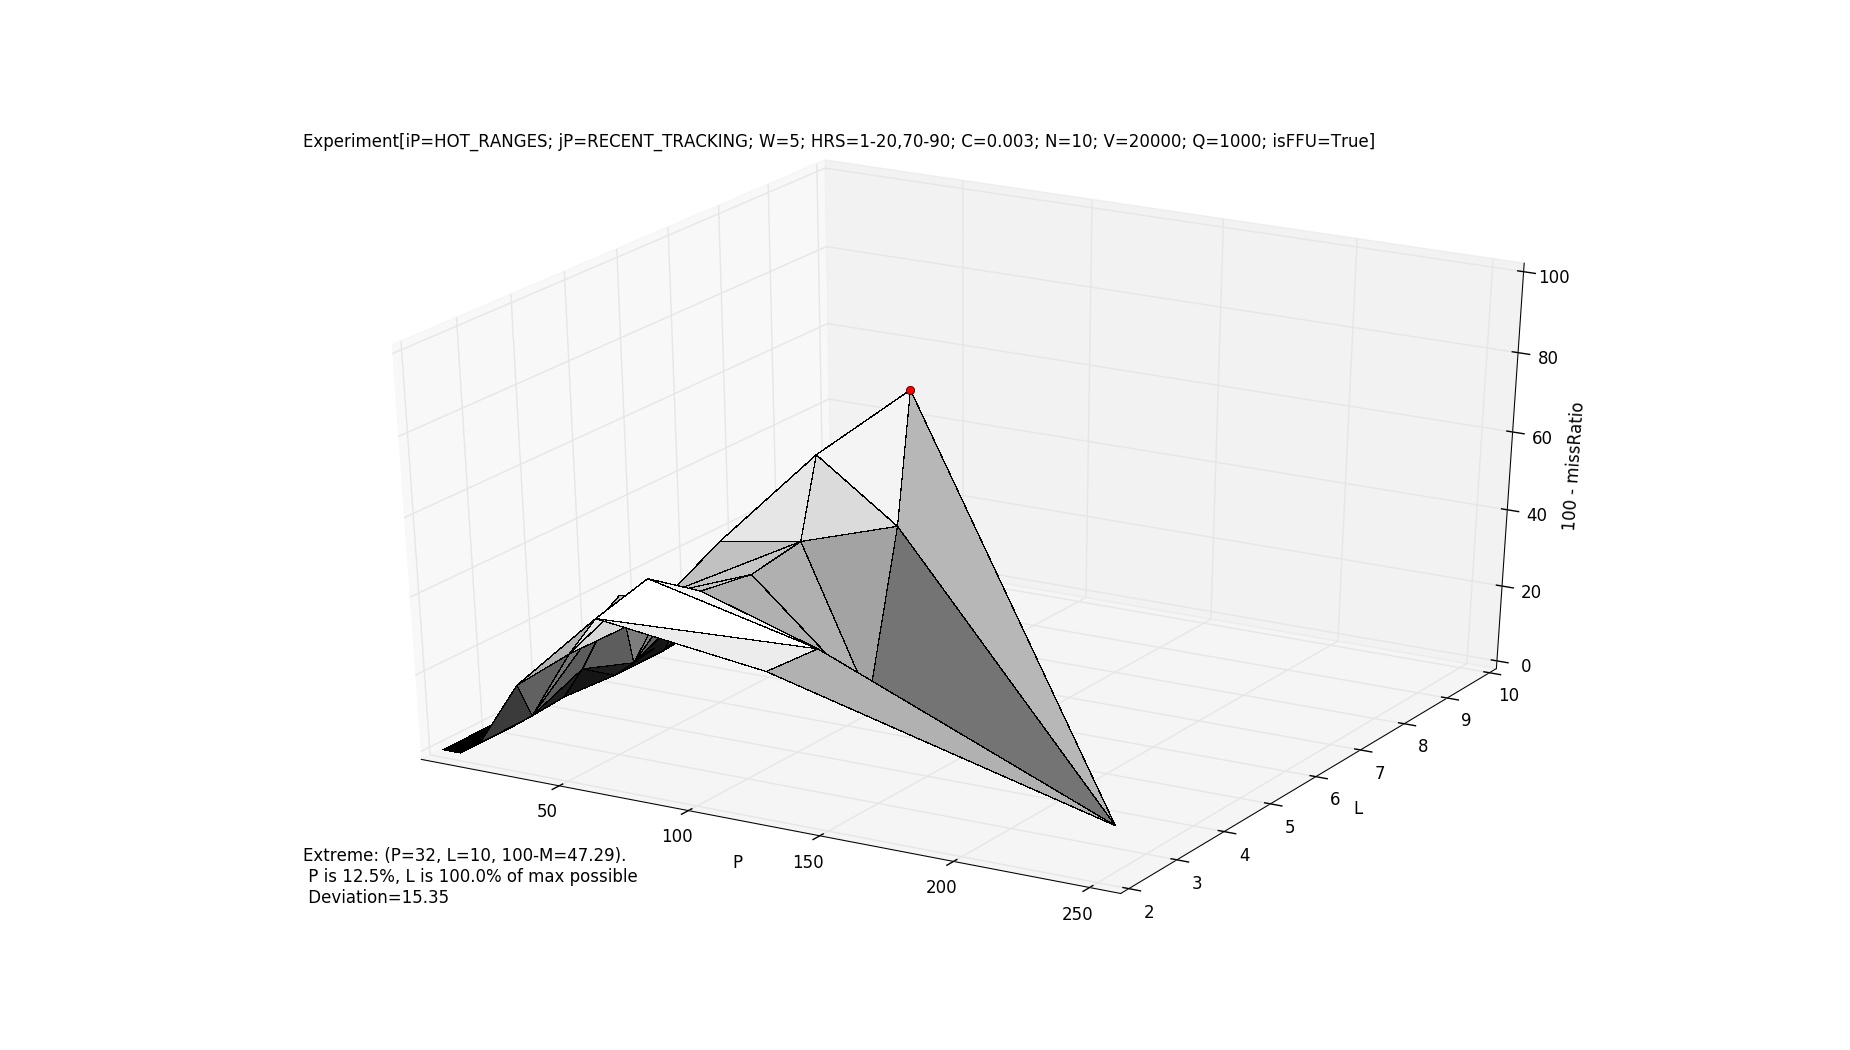 Experiment[iP=HOT_RANGES; jP=RECENT_TRACKING; W=5; HRS=1-20,70-90; C=0.003; N=10; V=20000; Q=1000; isFFU=True]
100
80
60
40
20
0
100 - missRatio
10
9
8
7
6
5
4
3
2
L
50
100
150
200
250
P
Extreme: (P=32, L=10, 100-M=47.29).
P is 12.5%, L is 100.0% of max possible
Deviation=15.35